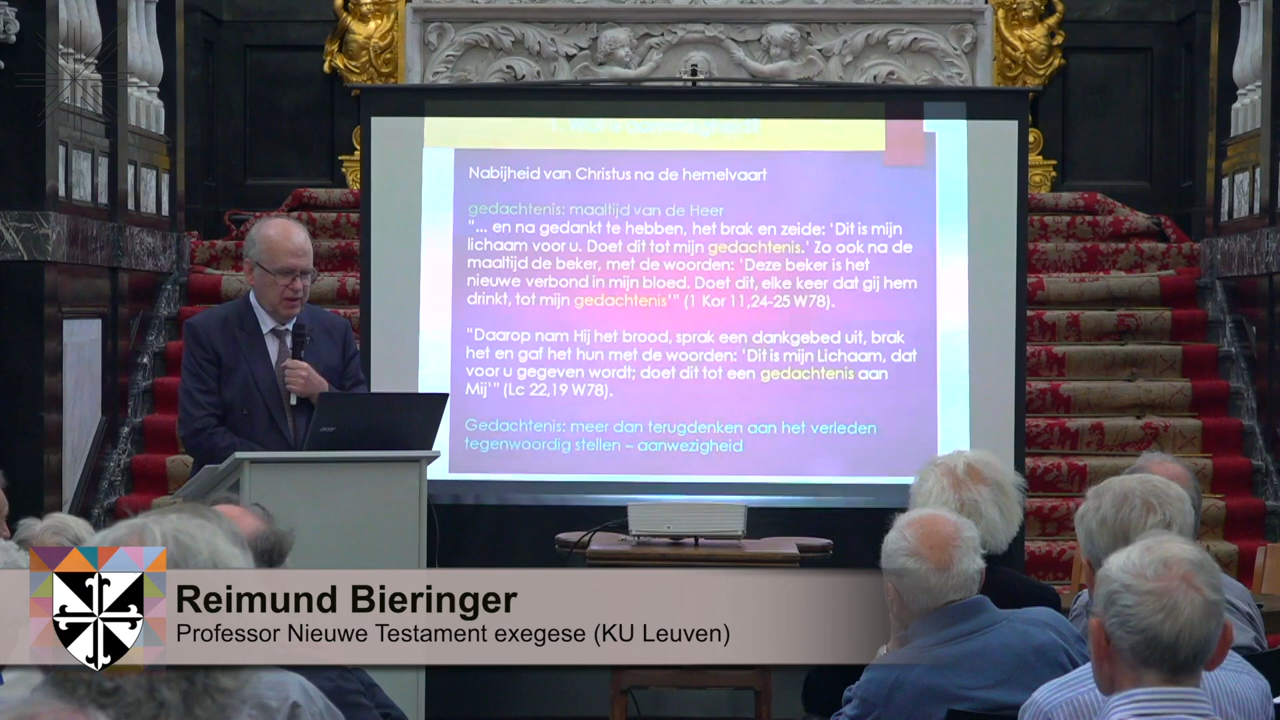 Nabijheid van Christus na de hemelvaart
gedachtenis: maaltijd van de Heer
"... en na gedankt te hebben, het brak en zeide: 'Dit is mijn
lichaam voor u. Doet dit tot mijn gedachtenis.' Zo ook na de
maaltijd de beker, met de woorden: 'Deze beker is het
nieuwe verbond in mijn bloed. Doet dit, elke keer dat gij hem
drinkt, tot mijn gedachtenis'" (1 Kor 11,24-25 W78).
"Daarop nam Hij het brood, sprak een dankgebed uit, brak
het en gaf het hun met de woorden: 'Dit is mijn Lichaam, dat
voor u gegeven wordt; doet dit tot een gedachtenis aan
Mij'" (Lc 22,19 W78).
Gedachtenis: meer dan terugdenken aan het verleden
tegenwoordig stellen – aanwezigheid
Reimund Bieringer
Professor Nieuwe Testament exegese (KU Leuven)